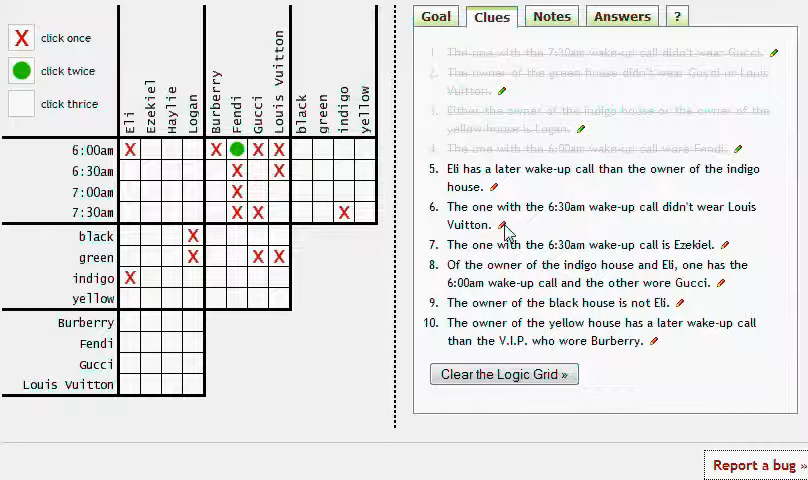 Goal Clues Notes Answers ?
X click once
click twice
click thrice
Eli Ezekiel Haylie Logan Burberry Fendi Gucci Louis Vuitton black green indigo yellow
6:00am X X X X
6:30am X X
7:00am X
7:30am X X X
black X
green X X X
indigo X
yellow
Burberry
Fendi
Gucci
Louis Vuitton
1. The one with the 7:30am wake-up call didn't wear Gucci.
2. The owner of the green house didn't wear Gucci or Louis
Vuitton.
3. Either the owner of the indigo house or the owner of the
yellow house is Logan.
4. The one with the 6:00am wake-up call wore Fendi.
5. Eli has a later wake-up call than the owner of the indigo
house.
6. The one with the 6:30am wake-up call didn't wear Louis
Vuitton.
7. The one with the 6:30am wake-up call is Ezekiel.
8. Of the owner of the indigo house and Eli, one has the
6:00am wake-up call and the other wore Gucci.
9. The owner of the black house is not Eli.
10. The owner of the yellow house has a later wake-up call
than the V.I.P. who wore Burberry.
Clear the Logic Grid »
Report a bug »